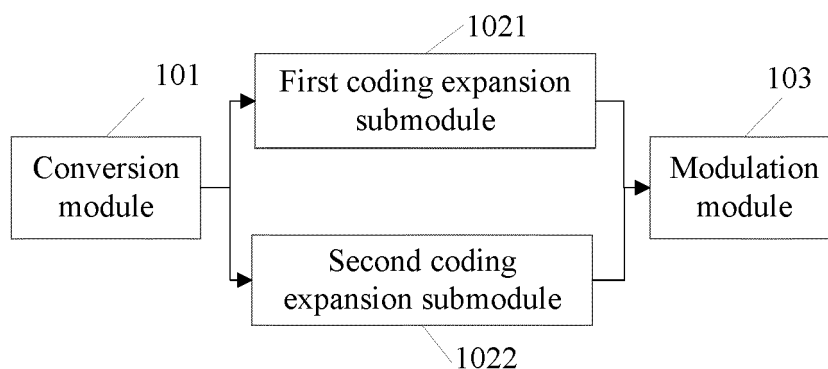 1021
101
First coding expansion
submodule
103
Conversion
module
Modulation
module
Second coding
expansion submodule
1022